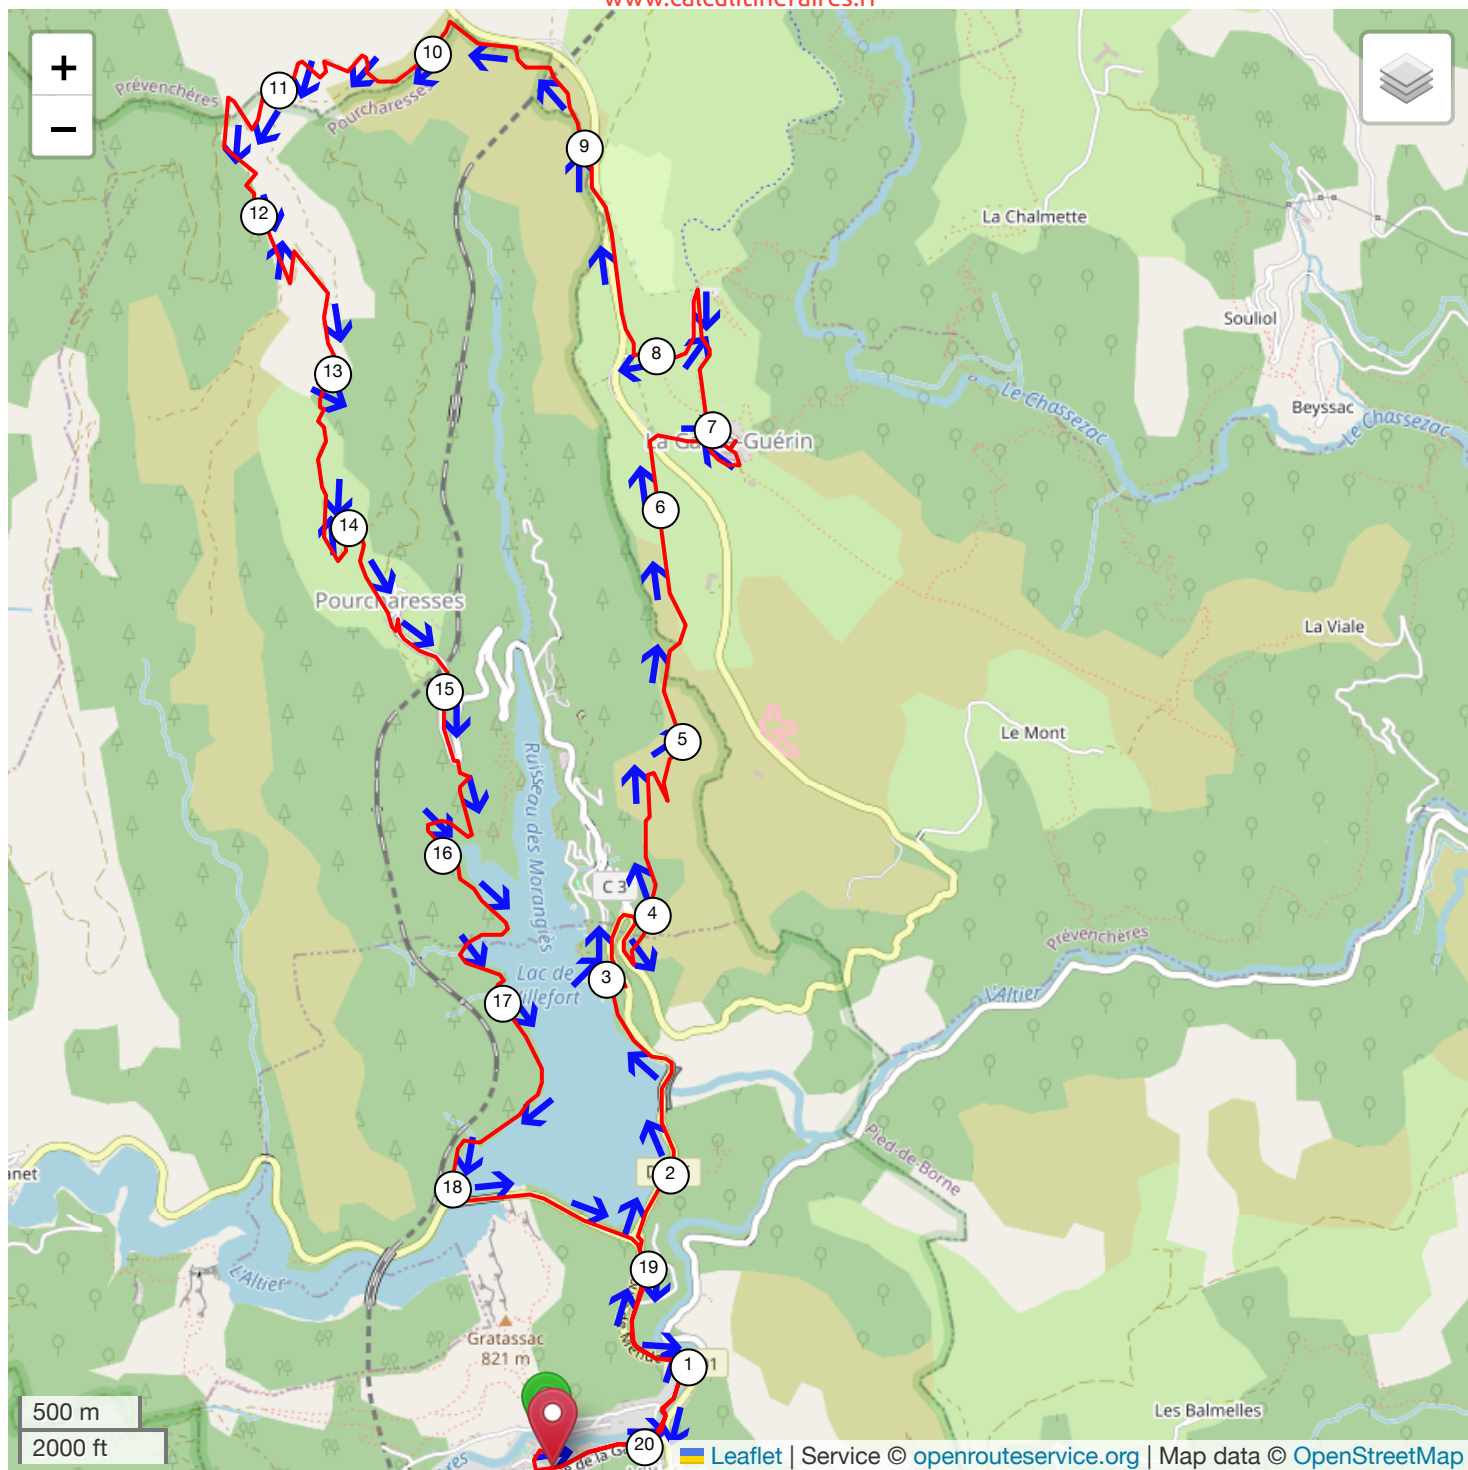 www.calculitineraires.fr
+
−
10
11
Prévenchères
Pourcharesses
9
12
La Chalmette
Souliol
8
13
Le Chassezac
Beyssac
Le Chassezac
7
6
14
Pourcharesses
La Viale
15
5
Le Mont
Ruisseau des Morangiès
16
C 3
4
Prévenchères
Lac de
3
17
L'Altier
Pied-de-Borne
2
18
19
L'Altier
Gratassac
821 m
1
500 m
2000 ft
Les Balmelles
20
Leaflet | Service © openrouteservice.org | Map data © OpenStreetMap